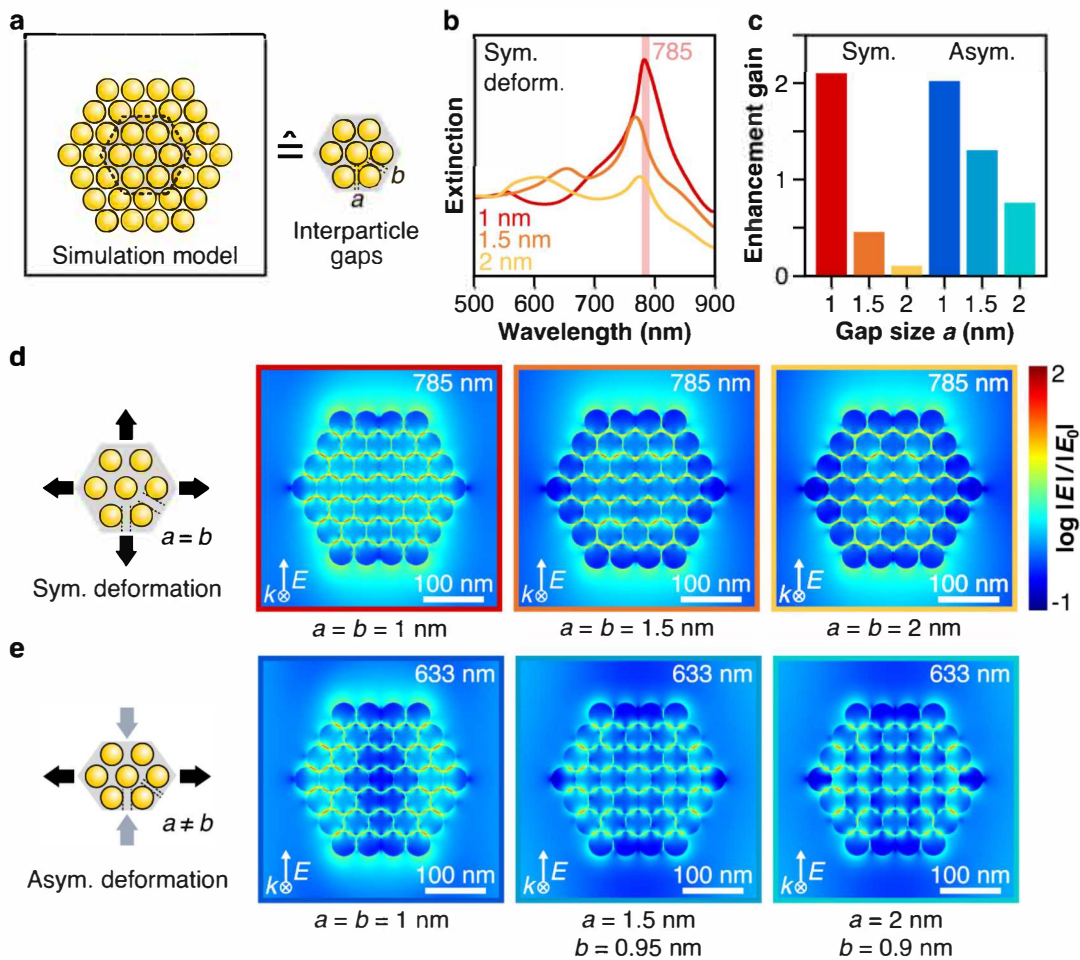 a
Simulation model
≙
b
a
Interparticle
gaps
b
Sym.
deform.
785
Extinction
1 nm
1.5 nm
2 nm
500 600 700 800 900
Wavelength (nm)
c
Sym. Asym.
Enhancement gain
2
1
0
1 1.5 2 1 1.5 2
Gap size a (nm)
d
a = b
Sym. deformation
785 nm
k E
100 nm
a = b = 1 nm
785 nm
k E
100 nm
a = b = 1.5 nm
785 nm
k E
100 nm
a = b = 2 nm
2
log |E|/|E0|
-1
e
a ≠ b
Asym. deformation
633 nm
k E
100 nm
a = b = 1 nm
633 nm
k E
100 nm
a = 1.5 nm
b = 0.95 nm
633 nm
k E
100 nm
a = 2 nm
b = 0.9 nm